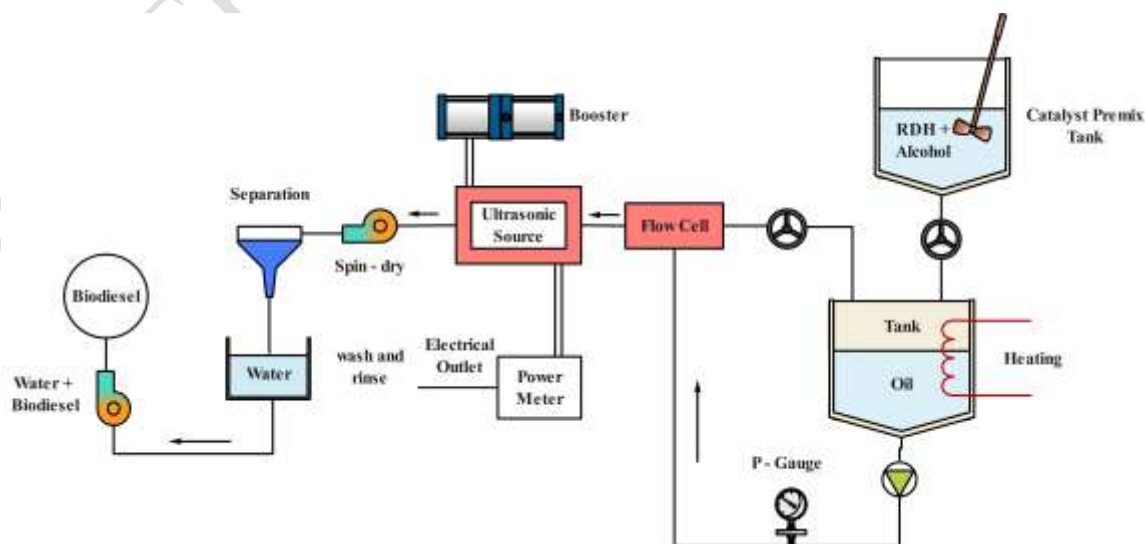 RDH +
Alcohol
Catalyst Premix
Tank
Booster
Separation
Ultrasonic
Source
Flow Cell
Spin - dry
Biodiesel
Tank
Oil
Heating
Water +
Biodiesel
Water
wash and
rinse
Electrical
Outlet
Power
Meter
P - Gauge